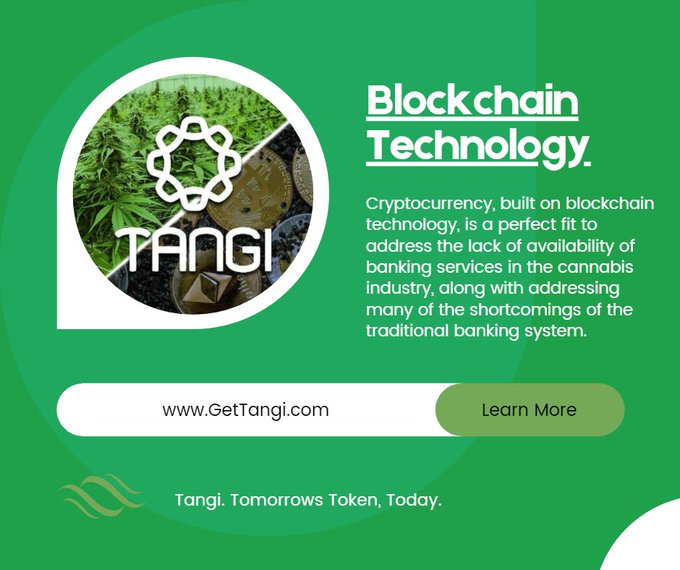 Blockchain
Technology
TANGI
Cryptocurrency, built on blockchain
technology, is a perfect fit to
address the lack of availability of
banking services in the cannabis
industry, along with addressing
many of the shortcomings of the
traditional banking system.
www.GetTangi.com
Learn More
Tangi. Tomorrows Token, Today.